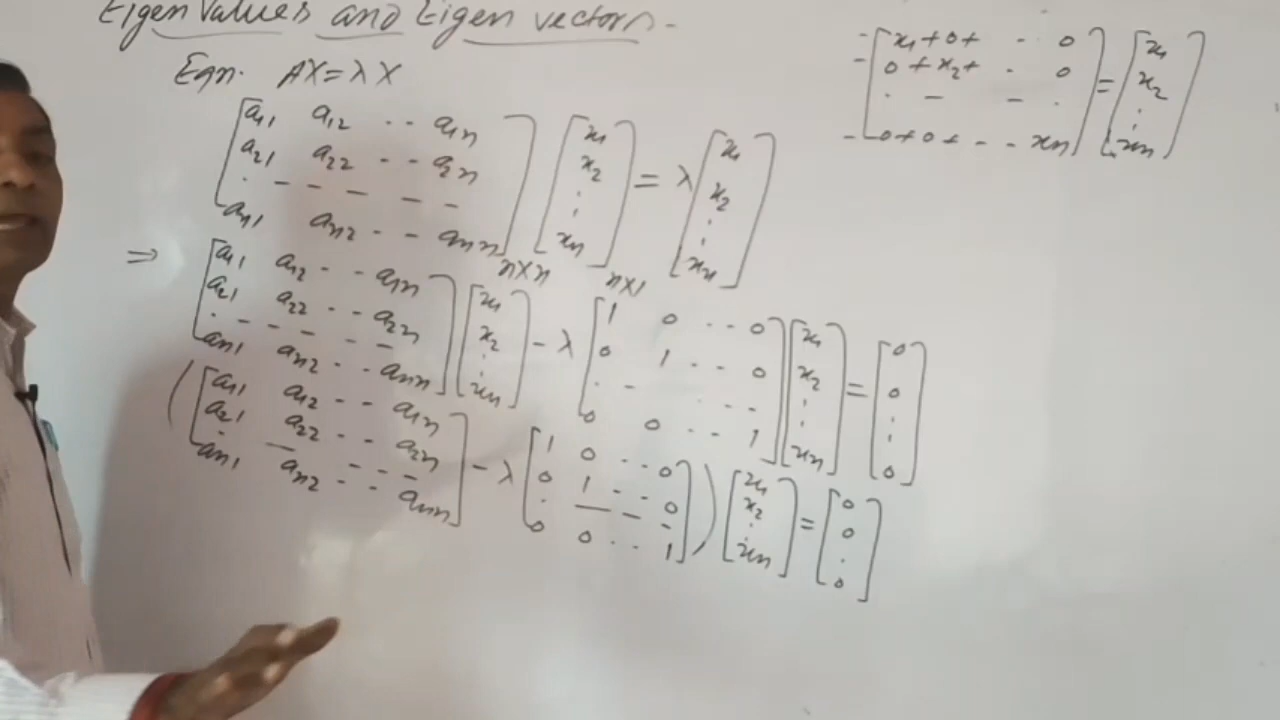 Eigen values and Eigen vectors -
Eqn. AX = λX
[a11 a12 .. a1n] [x1] = λ [x1]
[a21 a22 -- a2n] [x2] [x2]
[. - - - - -] [:] [:]
[an1 an2 -- ann] [xn] [xn]
n×n n×1
⇒ [a11 a12 -- a1n] [x1] - λ [1 0 -- 0] [x1] = [0]
[a21 a22 -- a2n] [x2] [0 1 -- 0] [x2] [0]
[. - - - - -] [:] [. - ...] [:] [:]
[an1 an2 -- ann] [xn] [0 0 -- 1] [xn] [0]
([a11 a12 -- a1n] - λ [1 0 -- 0]) [x1] = [0]
[a21 a22 -- a2n] [0 1 -- 0] [x2] [0]
[. - - - -] [. - - -] [:] [.]
[an1 an2 -- ann] [0 0 .. 1] [xn] [0]
-[x1+0+ - 0] = [x1]
-[0+x2+ . 0] [x2]
[. - - .] [:]
-[0+0+ -- xn] [xn]